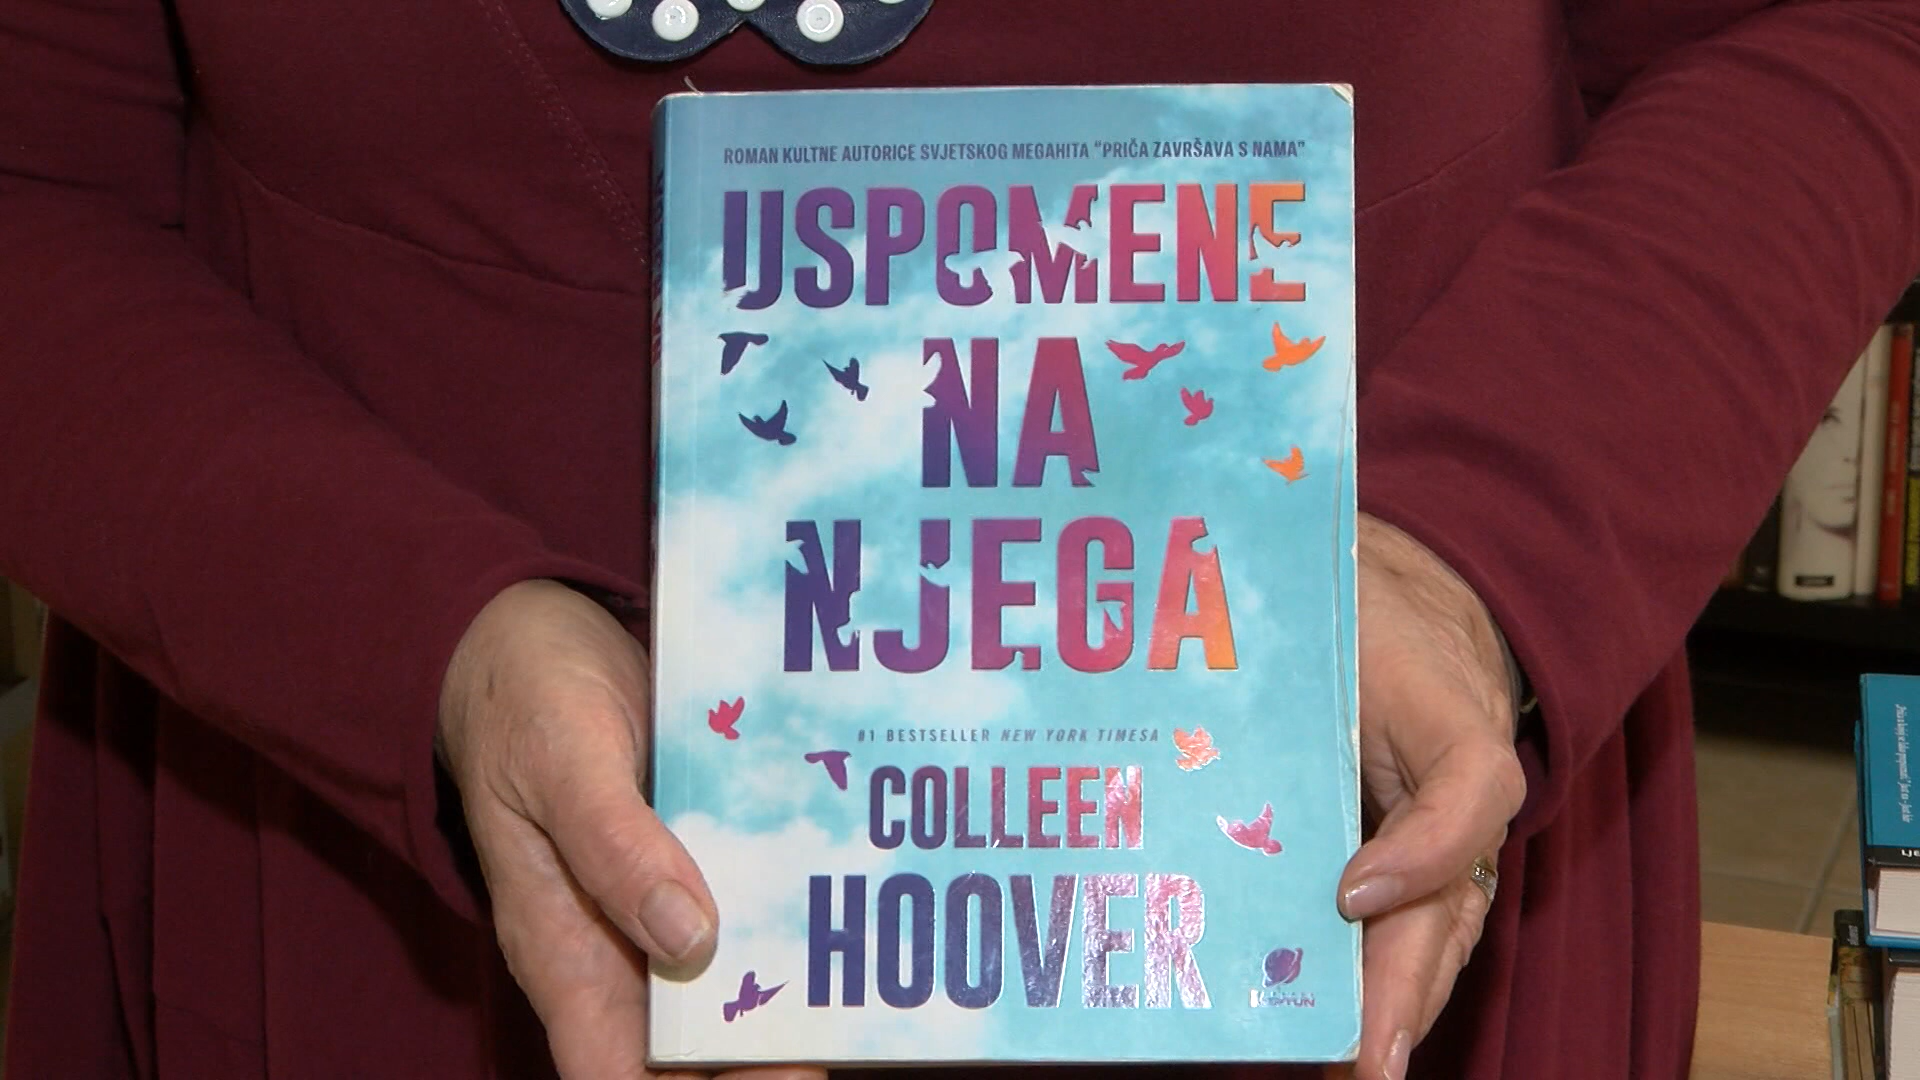 ROMAN KULTNE AUTORICE SVJETSKOG MEGAHITA "PRIČA ZAVRŠAVA S NAMA"
USPOMENE
NA
NJEGA
#1 BESTSELLER NEW YORK TIMESA
COLLEEN
HOOVER